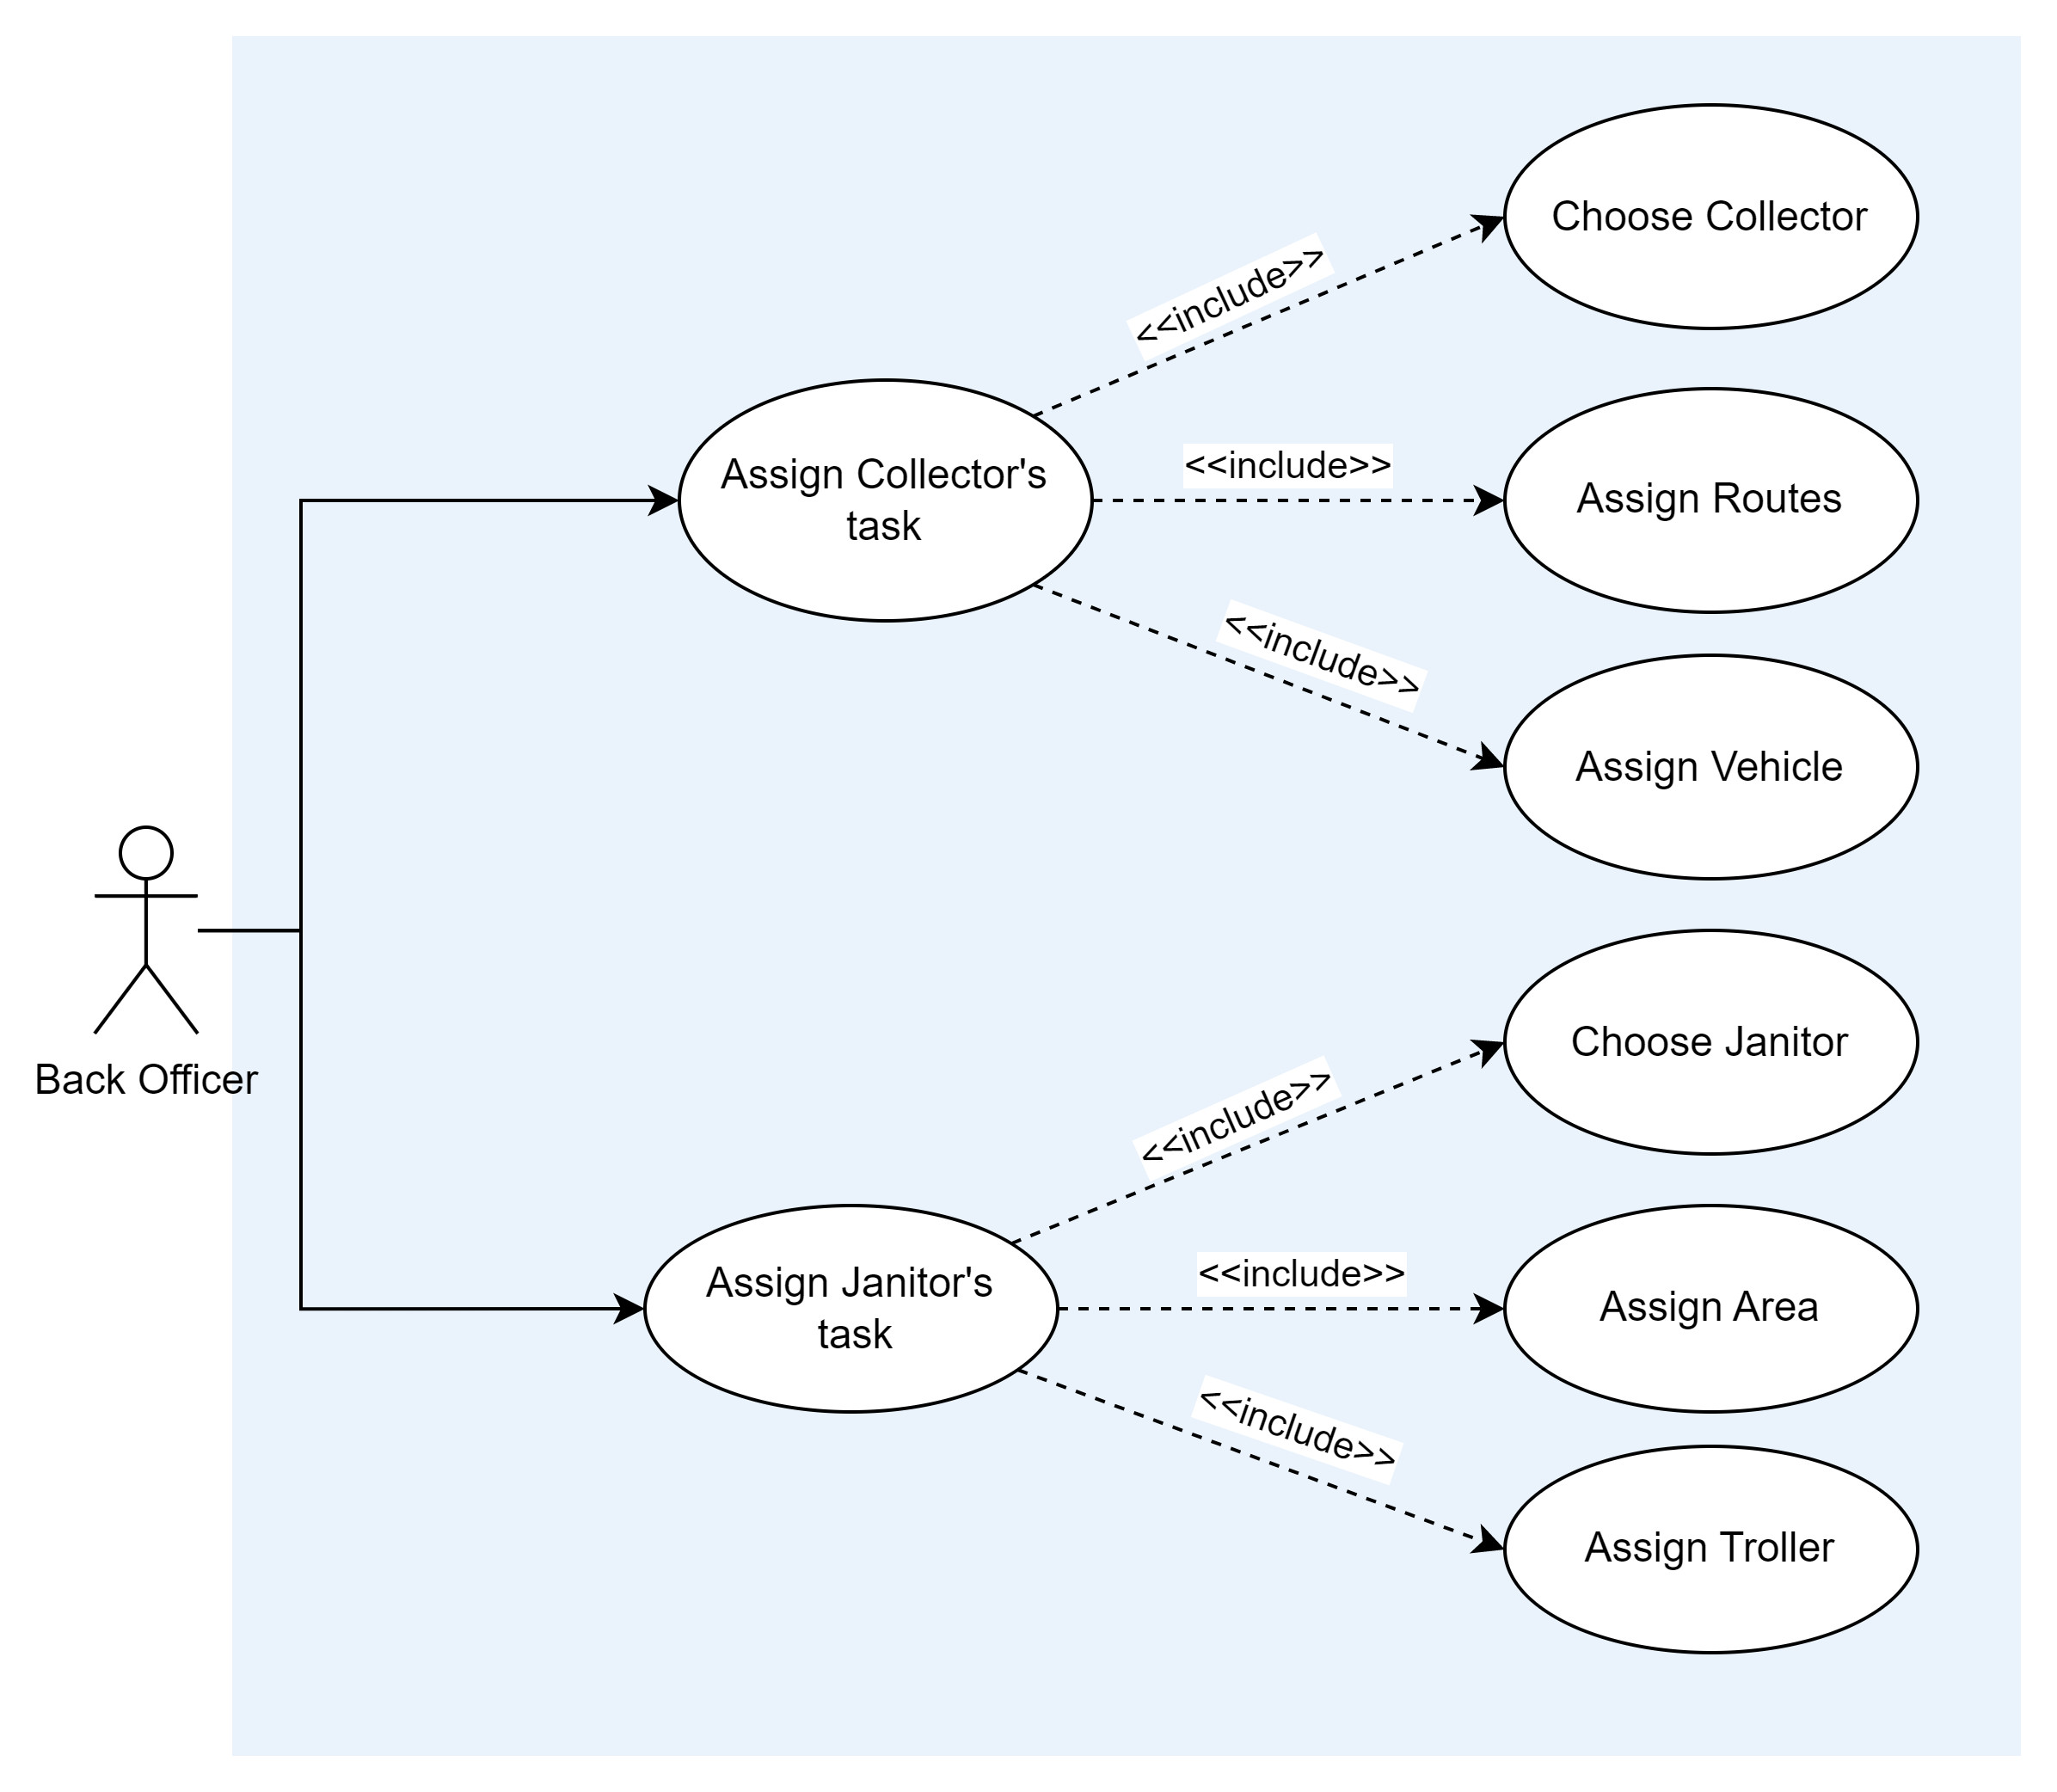 Choose Collector
<<include>>
Assign Collector's
task
<<include>>
Assign Routes
<<include>>
Assign Vehicle
Back Officer
Choose Janitor
<<include>>
Assign Janitor's
task
<<include>>
Assign Area
<<include>>
Assign Troller